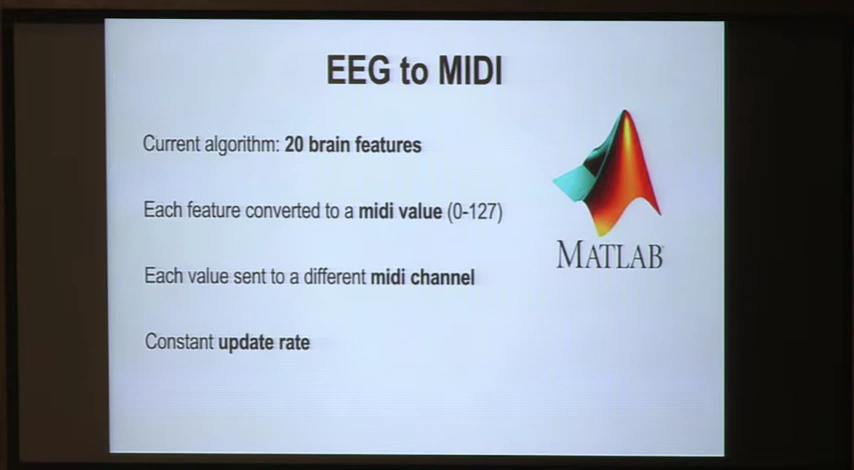 EEG to MIDI
Current algorithm: 20 brain features
Each feature converted to a midi value (0-127)
Each value sent to a different midi channel
Constant update rate
MATLAB